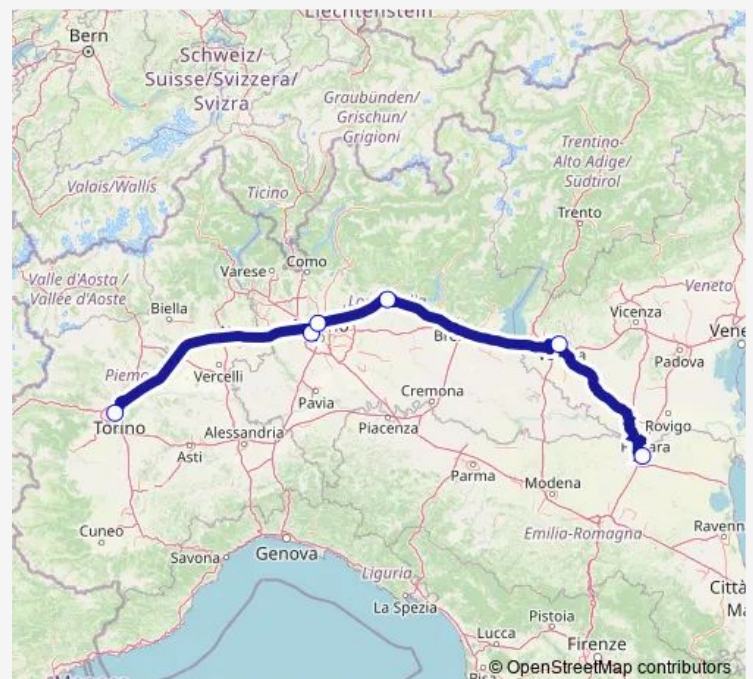 Liechtenstein
Bern
Schweiz/
Suisse/Svizzera/
Svizra
Graubünden/
Grischun/
Grigioni
Trentino-
Alto Adige/
Südtirol
Valais/Wallis
Ticino
Trento
Varese
Como
Valle d'Aosta /
Vallée d'Aoste
Veneto
Biella
Vicenza
Padova
Vercelli
Pavia
Cremona
Rovigo
Torino
Alessandria
Piacenza
Asti
Parma
Modena
Cuneo
Emilia-Romagna
Savona
Genova
Liguria
La Spezia
Pistoia
Lucca
Firenze
© OpenStreetMap contributors